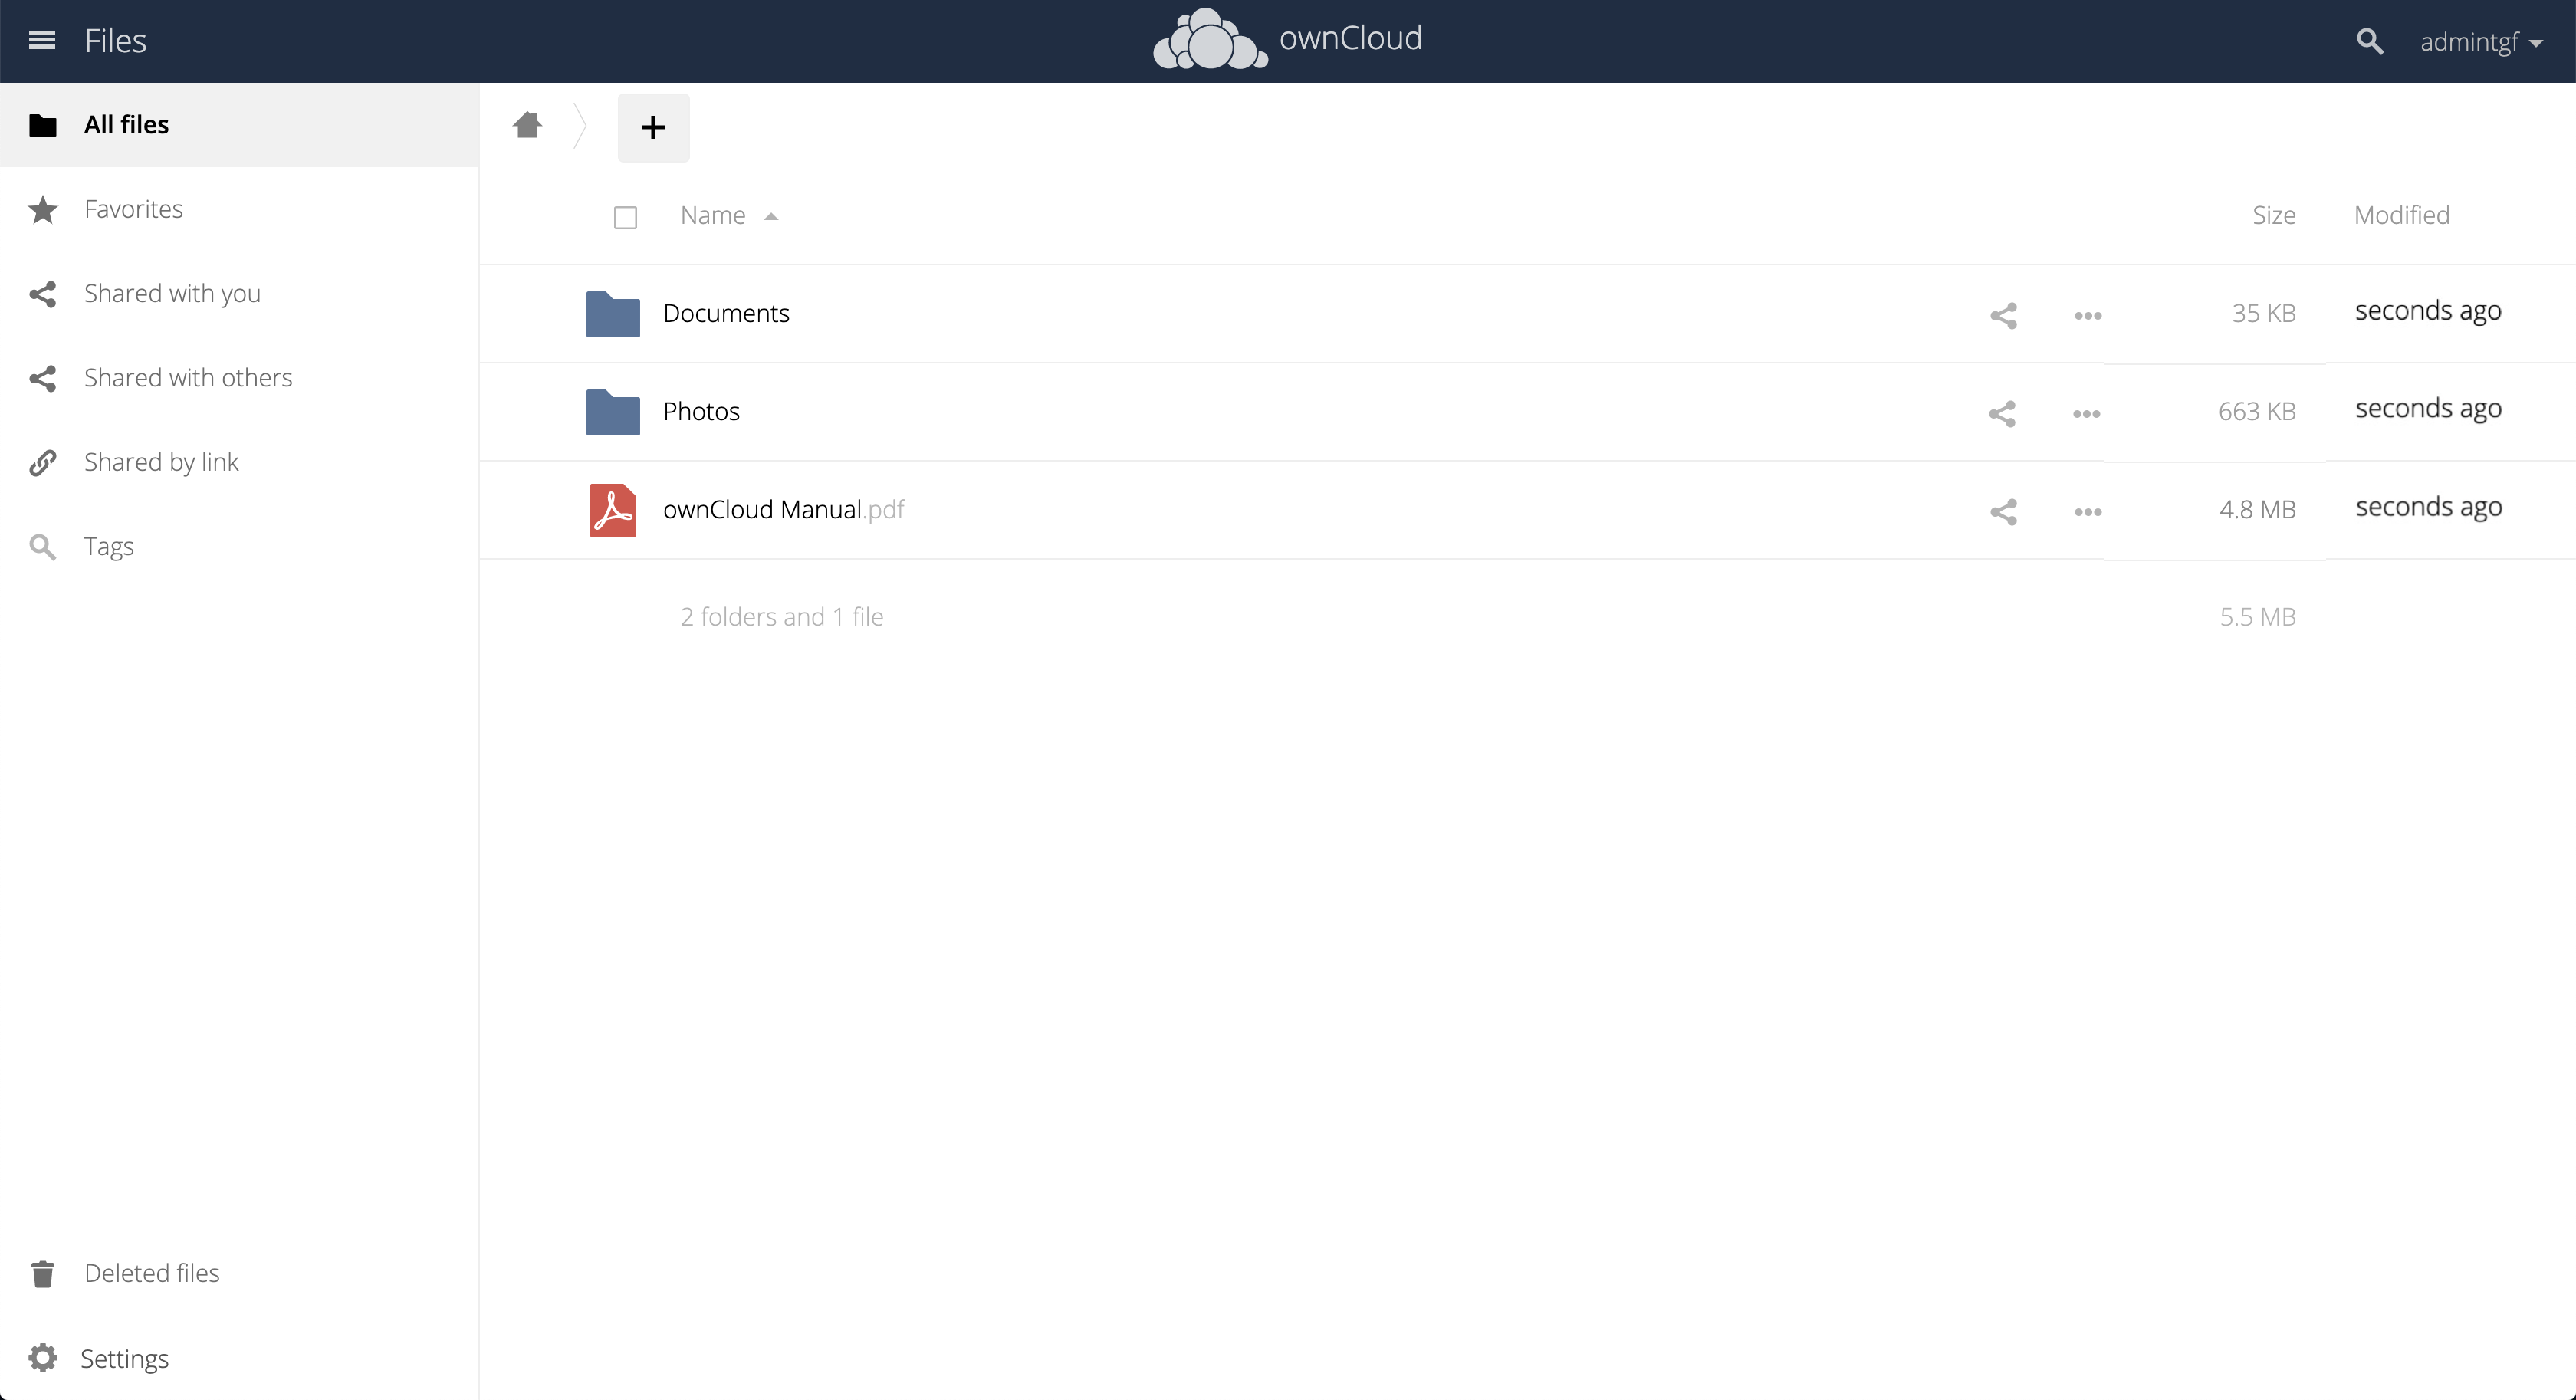 Files
ownCloud
admintgf
All files
Favorites
Shared with you
Shared with others
Shared by link
Tags
Deleted files
Settings
Name Size Modified
Documents 35 KB seconds ago
Photos 663 KB seconds ago
ownCloud Manual.pdf 4.8 MB seconds ago
2 folders and 1 file 5.5 MB